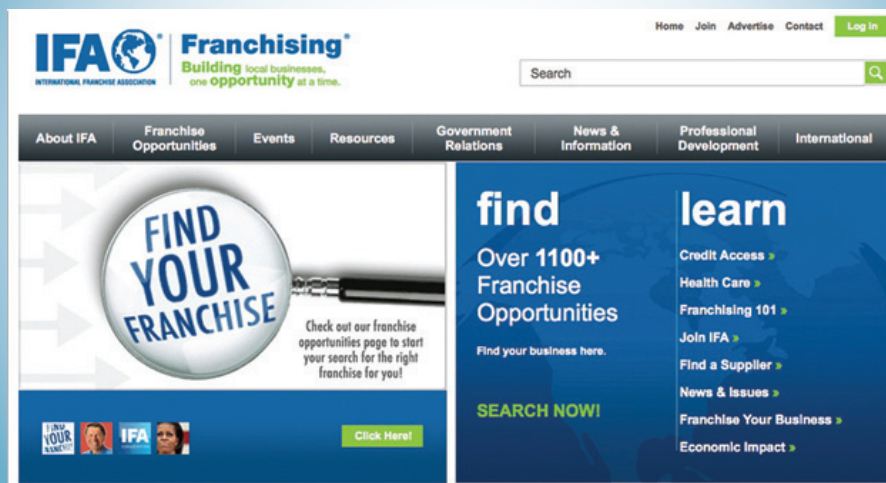 Home Join Advertise Contact Log In
IFA
INTERNATIONAL FRANCHISE ASSOCIATION
Franchising®
Building local businesses,
one opportunity at a time.
Search
About IFA
Franchise
Opportunities
Events
Resources
Government
Relations
News &
Information
Professional
Development
International
FIND
YOUR
FRANCHISE
Check out our franchise
opportunities page to start
your search for the right
franchise for you!
FIND
YOUR
FRANCHISE
IFA
Click Here!
find
Over 1100+
Franchise
Opportunities
Find your business here.
SEARCH NOW!
learn
Credit Access »
Health Care »
Franchising 101 »
Join IFA »
Find a Supplier »
News & Issues »
Franchise Your Business »
Economic Impact »